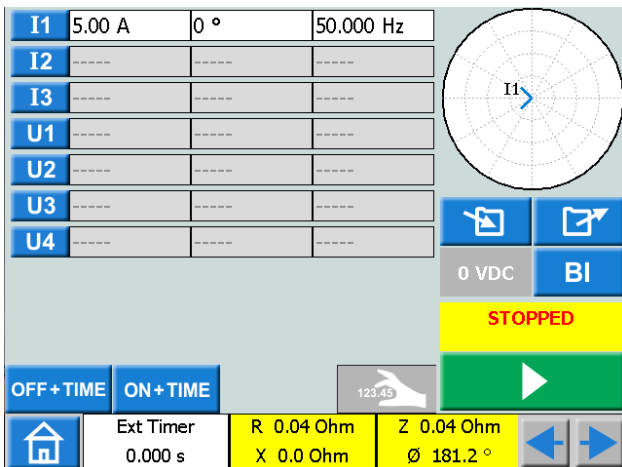 I1 5.00 A 0 ° 50.000 Hz
I2 ----- ----- -----
I3 ----- ----- -----
U1 ----- ----- -----
U2 ----- ----- -----
U3 ----- ----- -----
U4 ----- ----- -----
I1
0 VDC BI
STOPPED
OFF+TIME ON+TIME 123.45
Ext Timer R 0.04 Ohm Z 0.04 Ohm
0.000 s X 0.0 Ohm Ø 181.2 °